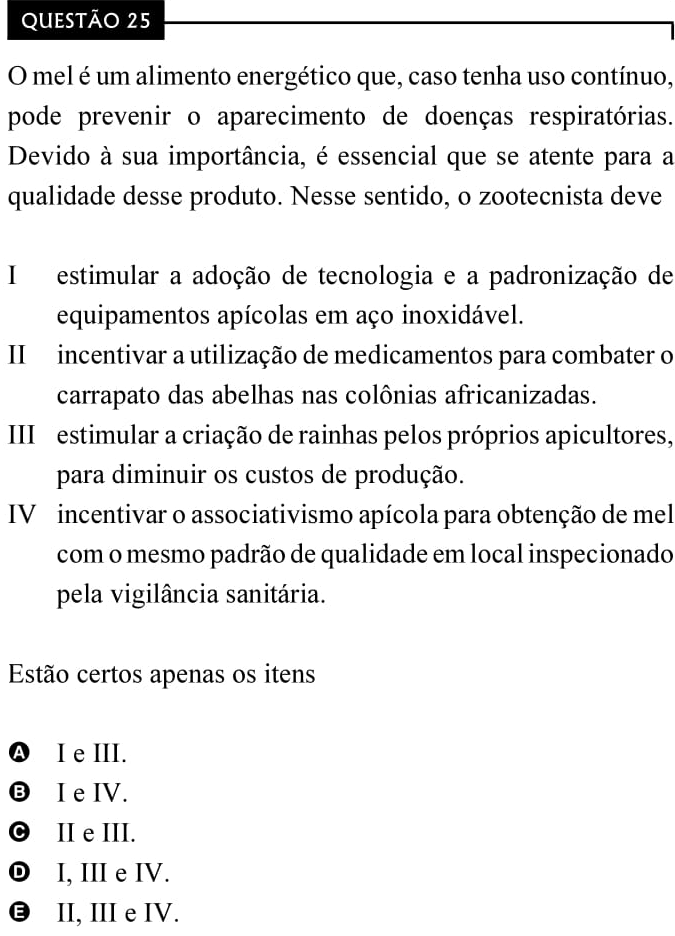 QUESTÃO 25
O mel é um alimento energético que, caso tenha uso contínuo,
pode prevenir o aparecimento de doenças respiratórias.
Devido à sua importância, é essencial que se atente para a
qualidade desse produto. Nesse sentido, o zootecnista deve
I estimular a adoção de tecnologia e a padronização de
equipamentos apícolas em aço inoxidável.
II incentivar a utilização de medicamentos para combater o
carrapato das abelhas nas colônias africanizadas.
III estimular a criação de rainhas pelos próprios apicultores,
para diminuir os custos de produção.
IV incentivar o associativismo apícola para obtenção de mel
com o mesmo padrão de qualidade em local inspecionado
pela vigilância sanitária.
Estão certos apenas os itens
A I e III.
B I e IV.
C II e III.
D I, III e IV.
E II, III e IV.